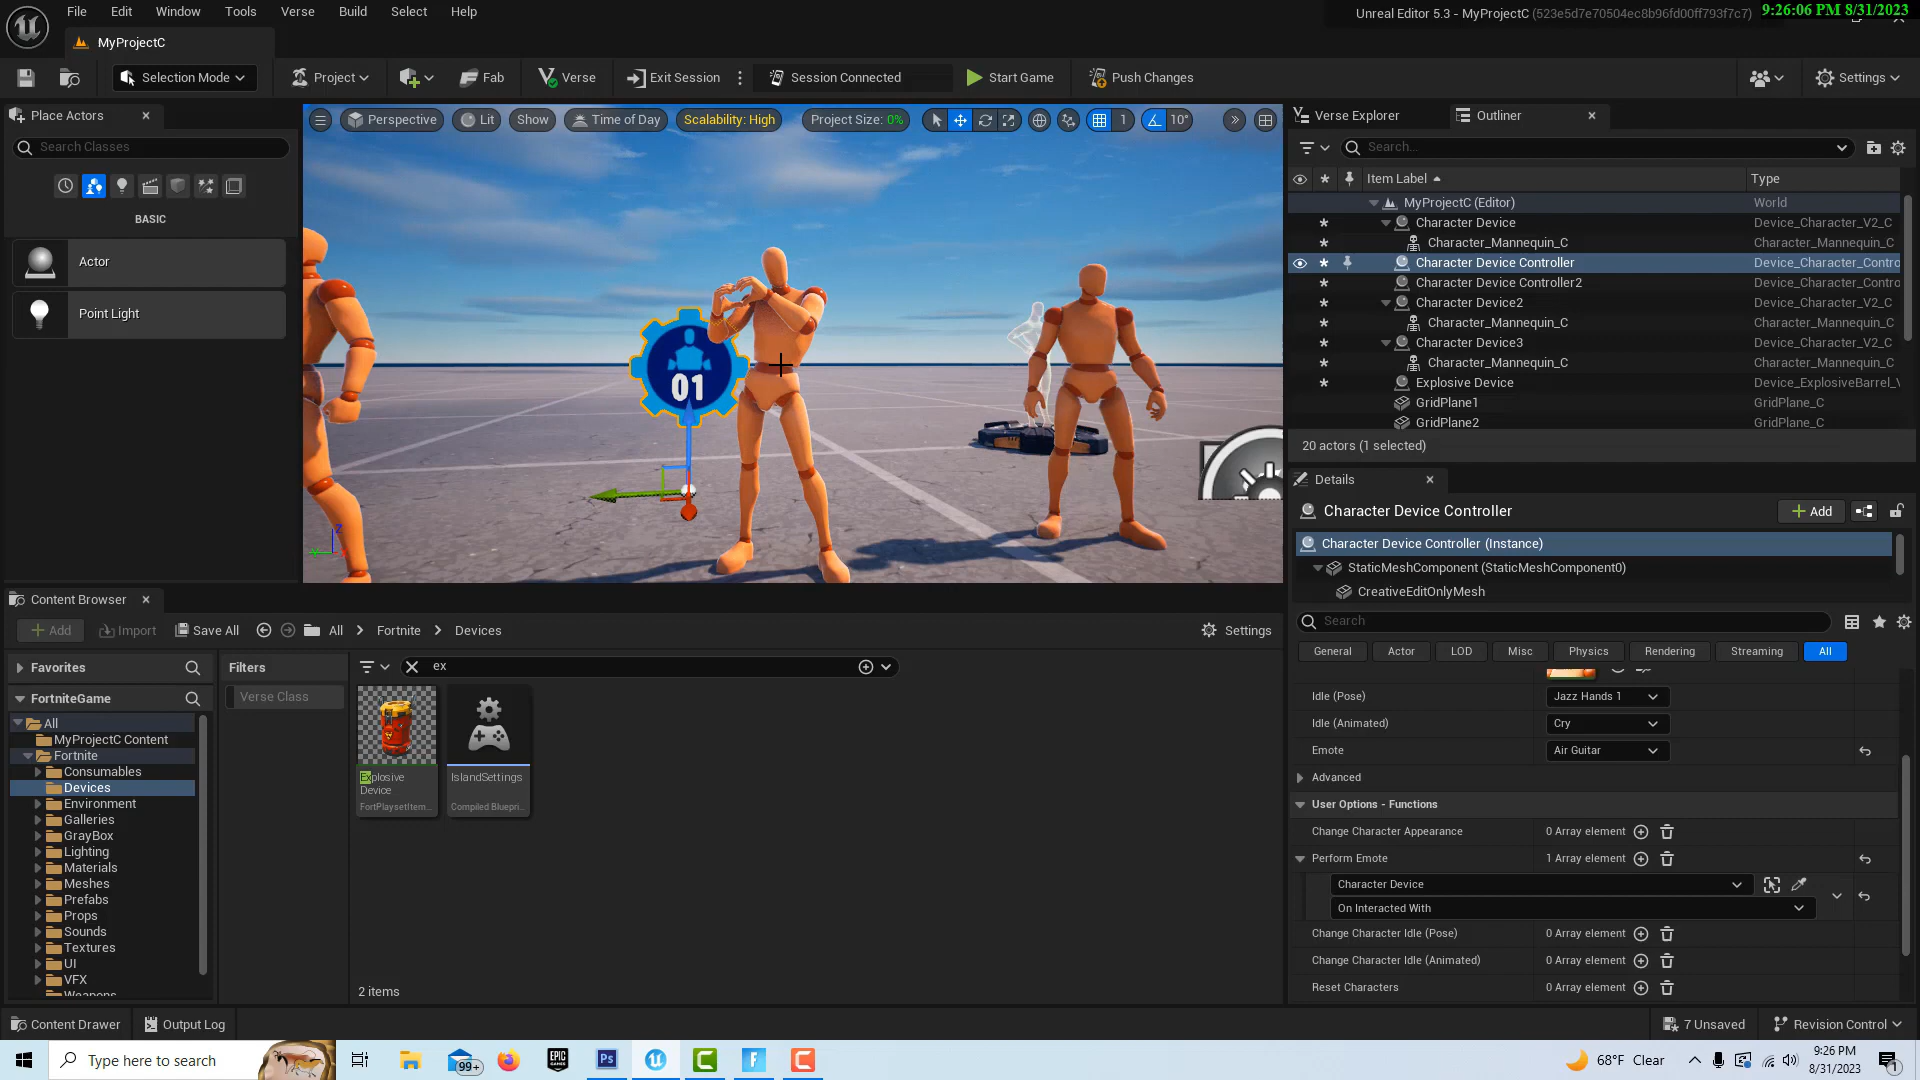 File Edit Window Tools Verse Build Select Help
Unreal Editor 5.3 - MyProjectC (523e5d7e70504ec8b96fd00ff793f7c7)
9:26:06 PM 8/31/2023
MyProjectC
Selection Mode Project Fab Verse Exit Session Session Connected Start Game Push Changes Settings
Place Actors
Search Classes
BASIC
Actor
Point Light
Perspective Lit Show Time of Day Scalability: High Project Size: 0% 1 10°
01
Verse Explorer Outliner
Search...
Item Label Type
MyProjectC (Editor) World
Character Device Device_Character_V2_C
Character_Mannequin_C Character_Mannequin_C
Character Device Controller Device_Character_Contro
Character Device Controller2 Device_Character_Contro
Character Device2 Device_Character_V2_C
Character_Mannequin_C Character_Mannequin_C
Character Device3 Device_Character_V2_C
Character_Mannequin_C Character_Mannequin_C
Explosive Device Device_ExplosiveBarrel_V
GridPlane1 GridPlane_C
GridPlane2 GridPlane_C
20 actors (1 selected)
Details
Character Device Controller
Add
Character Device Controller (Instance)
StaticMeshComponent (StaticMeshComponent0)
CreativeEditOnlyMesh
Search
General Actor LOD Misc Physics Rendering Streaming All
Idle (Pose) Jazz Hands 1
Idle (Animated) Cry
Emote Air Guitar
Advanced
User Options - Functions
Change Character Appearance 0 Array element
Perform Emote 1 Array element
Character Device
On Interacted With
Change Character Idle (Pose) 0 Array element
Change Character Idle (Animated) 0 Array element
Reset Characters 0 Array element
Content Browser
Add Import Save All All Fortnite Devices Settings
Favorites
FortniteGame
All
MyProjectC Content
Fortnite
Consumables
Devices
Environment
Galleries
GrayBox
Lighting
Materials
Meshes
Prefabs
Props
Sounds
Textures
UI
VFX
Weapons
Filters
Verse Class
ex
Explosive
Device
FortPlaysetItem...
IslandSettings
Compiled Bluepri...
2 items
Content Drawer Output Log 7 Unsaved Revision Control
Type here to search
99+
Ps
EPIC GAMES
68°F Clear
9:26 PM
8/31/2023
1